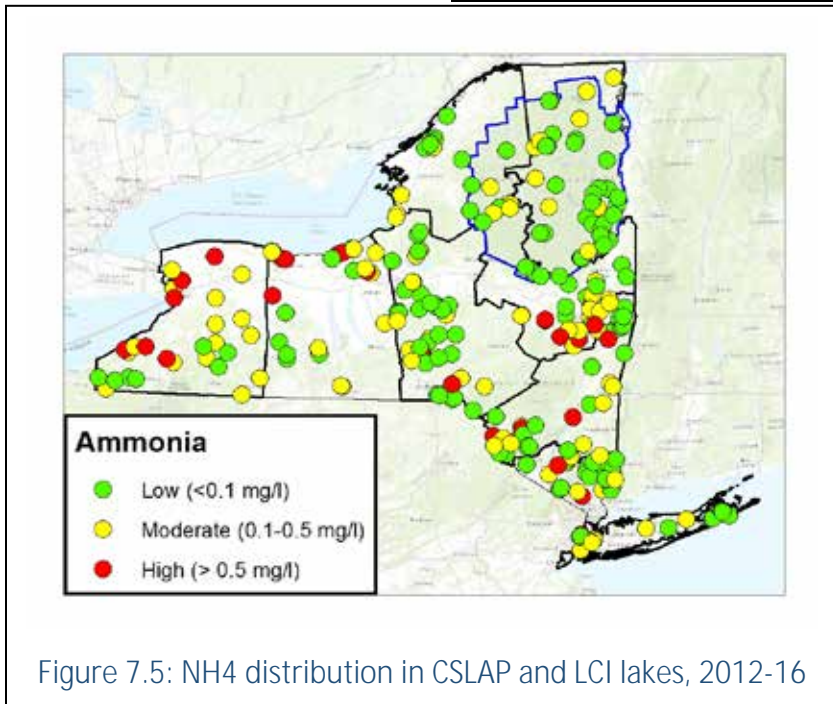 Ammonia
Low (<0.1 mg/l)
Moderate (0.1-0.5 mg/l)
High (> 0.5 mg/l)
Figure 7.5: NH4 distribution in CSLAP and LCI lakes, 2012-16